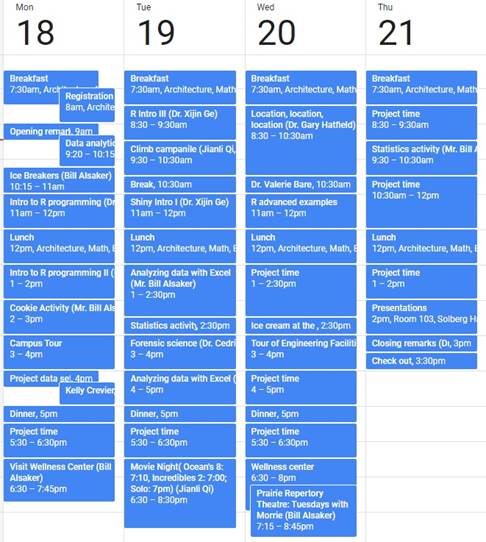 Mon
18
Tue
19
Wed
20
Thu
21
Breakfast
7:30am,
Registration
8am,
Opening 9am
Data
9:20 – 10:15
Ice Breakers (Bill Alsaker)
10:15 – 11am
Intro to R programming (D
11am – 12pm
Lunch
12pm, Architecture, Math, E
Intro to R programming II (
1 – 2pm
Cookie Activity (Mr. Bill Als
2 – 3pm
Campus Tour
3 – 4pm
Project data 4pm
Kelly Crevier,
Dinner, 5pm
Project time
5:30 – 6:30pm
Visit Wellness Center (Bill
Alsaker)
6:30 – 7:45pm
Breakfast
7:30am, Architecture, Math
R Intro III (Dr. Xijin Ge)
8:30 – 9:30am
Climb campanile (Jianli Qi,
9:30 – 10:30am
Break, 10:30am
Shiny Intro I (Dr. Xijin Ge)
11am – 12pm
Lunch
12pm, Architecture, Math, E
Analyzing data with Excel
(Mr. Bill Alsaker)
1 – 2:30pm
Statistics activity, 2:30pm
Forensic science (Dr. Cedri
3 – 4pm
Analyzing data with Excel (
4 – 5pm
Dinner, 5pm
Project time
5:30 – 6:30pm
Movie Night( Ocean's 8:
7:10, Incredibles 2: 7:00;
Solo: 7pm) (Jianli Qi)
6:30 – 8:30pm
Breakfast
7:30am, Architecture, Math
Location, location,
location (Dr. Gary Hatfield)
8:30 – 10:30am
Dr. Valerie Bare, 10:30am
R advanced examples
11am – 12pm
Lunch
12pm, Architecture, Math, E
Project time
1 – 2:30pm
Ice cream at the , 2:30pm
Tour of Engineering Faciliti
3 – 4pm
Project time
4 – 5pm
Dinner, 5pm
Project time
5:30 – 6:30pm
Wellness center
6:30 – 8pm
Prairie Repertory
Theatre: Tuesdays with
Morrie (Bill Alsaker)
7:15 – 8:45pm
Breakfast
7:30am, Architecture, Math
Project time
8:30 – 9:30am
Statistics activity (Mr. Bill A
9:30 – 10:30am
Project time
10:30am – 12pm
Lunch
12pm, Architecture, Math, E
Project time
1 – 2pm
Presentations
2pm, Room 103, Solberg Ha
Closing remarks (Dr, 3pm
Check out, 3:30pm